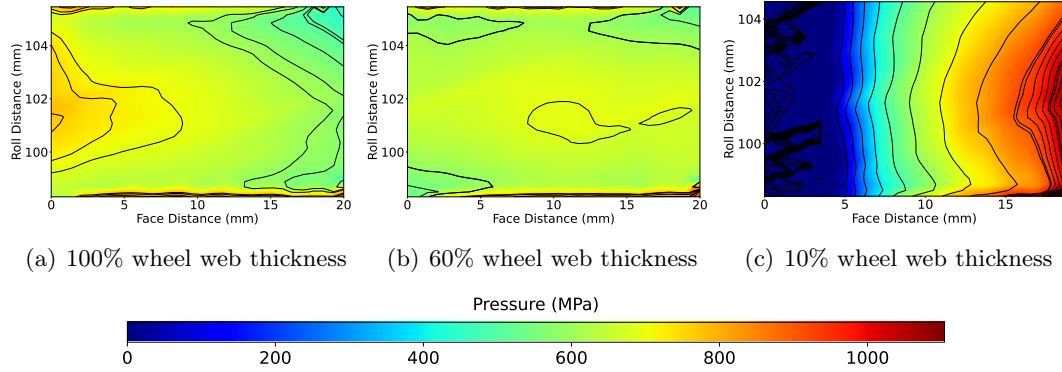 104
102
100
Roll Distance (mm)
0 5 10 15 20
Face Distance (mm)
(a) 100% wheel web thickness
104
102
100
Roll Distance (mm)
0 5 10 15 20
Face Distance (mm)
(b) 60% wheel web thickness
104
102
100
Roll Distance (mm)
0 5 10 15
Face Distance (mm)
(c) 10% wheel web thickness
Pressure (MPa)
0 200 400 600 800 1000